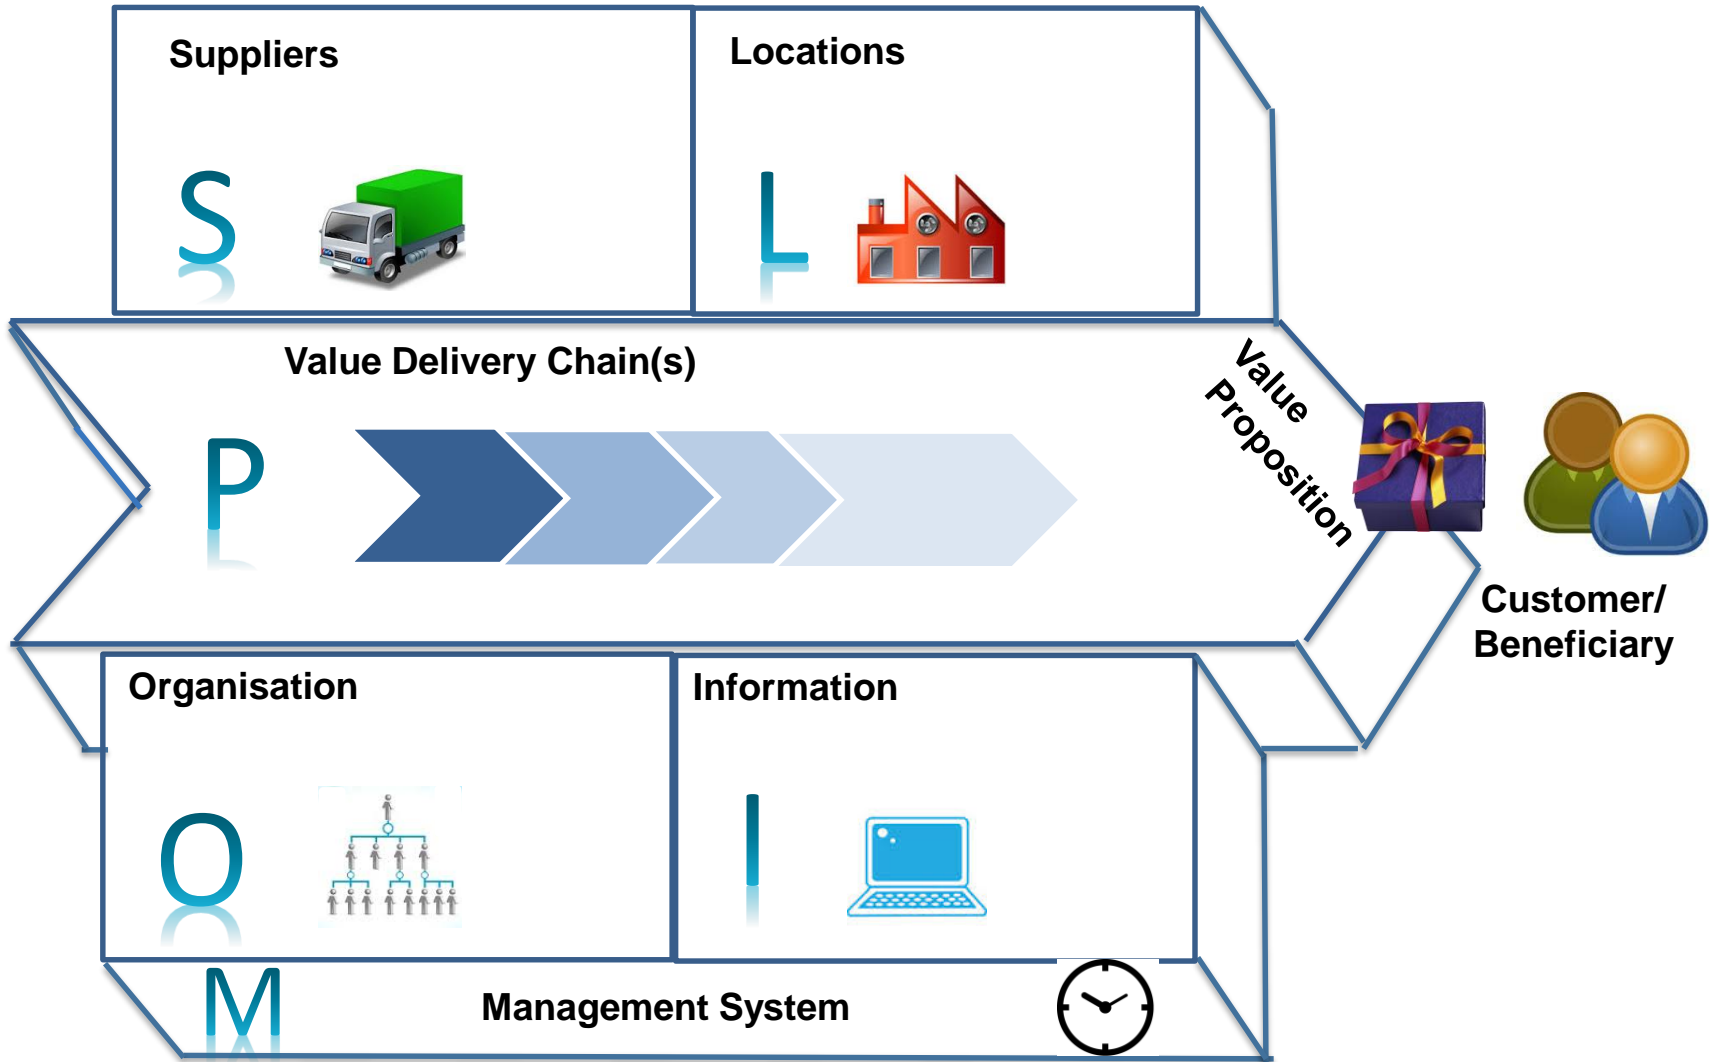 Suppliers
Locations
S
L
Value Delivery Chain(s)
Value
Proposition
P
Customer/
Beneficiary
Organisation
Information
O
I
M
Management System